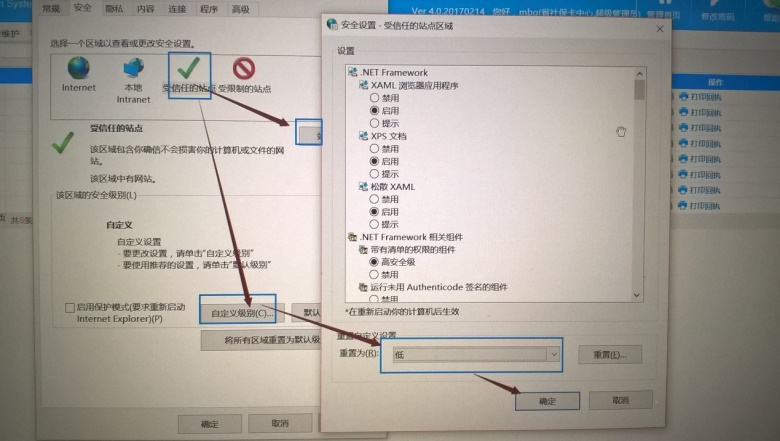 常规 安全 隐私 内容 连接 程序 高级
选择一个区域以查看或更改安全设置。
Internet
本地
Intranet
受信任的站点
受限制的站点
受信任的站点
该区域包含你确信不会损害你的计算机或文件的网
站。
该区域中有网站。
该区域的安全级别(L)
自定义
自定义设置
- 要更改设置，请单击“自定义级别”
- 要使用推荐的设置，请单击“默认级别”
启用保护模式(要求重新启动
Internet Explorer)(P)
自定义级别(C)...
默认
将所有区域重置为默认级
确定
取消
安全设置 - 受信任的站点区域
设置
.NET Framework
XAML 浏览器应用程序
禁用
启用
提示
XPS 文档
禁用
启用
提示
松散 XAML
禁用
启用
提示
.NET Framework 相关组件
带有清单的权限的组件
高安全级
禁用
运行未用 Authenticode 签名的组件
禁用
*在重新启动你的计算机后生效
重置自定义设置
重置为(R):
低
重置(E)...
确定
取消
Ver 4.0.20170214
您好，mbg(省社保卡中心超级管理员)
管理首页
修改密码
操作
打印回执
打印回执
打印回执
打印回执
打印回执
打印回执
打印回执
打印回执
维护